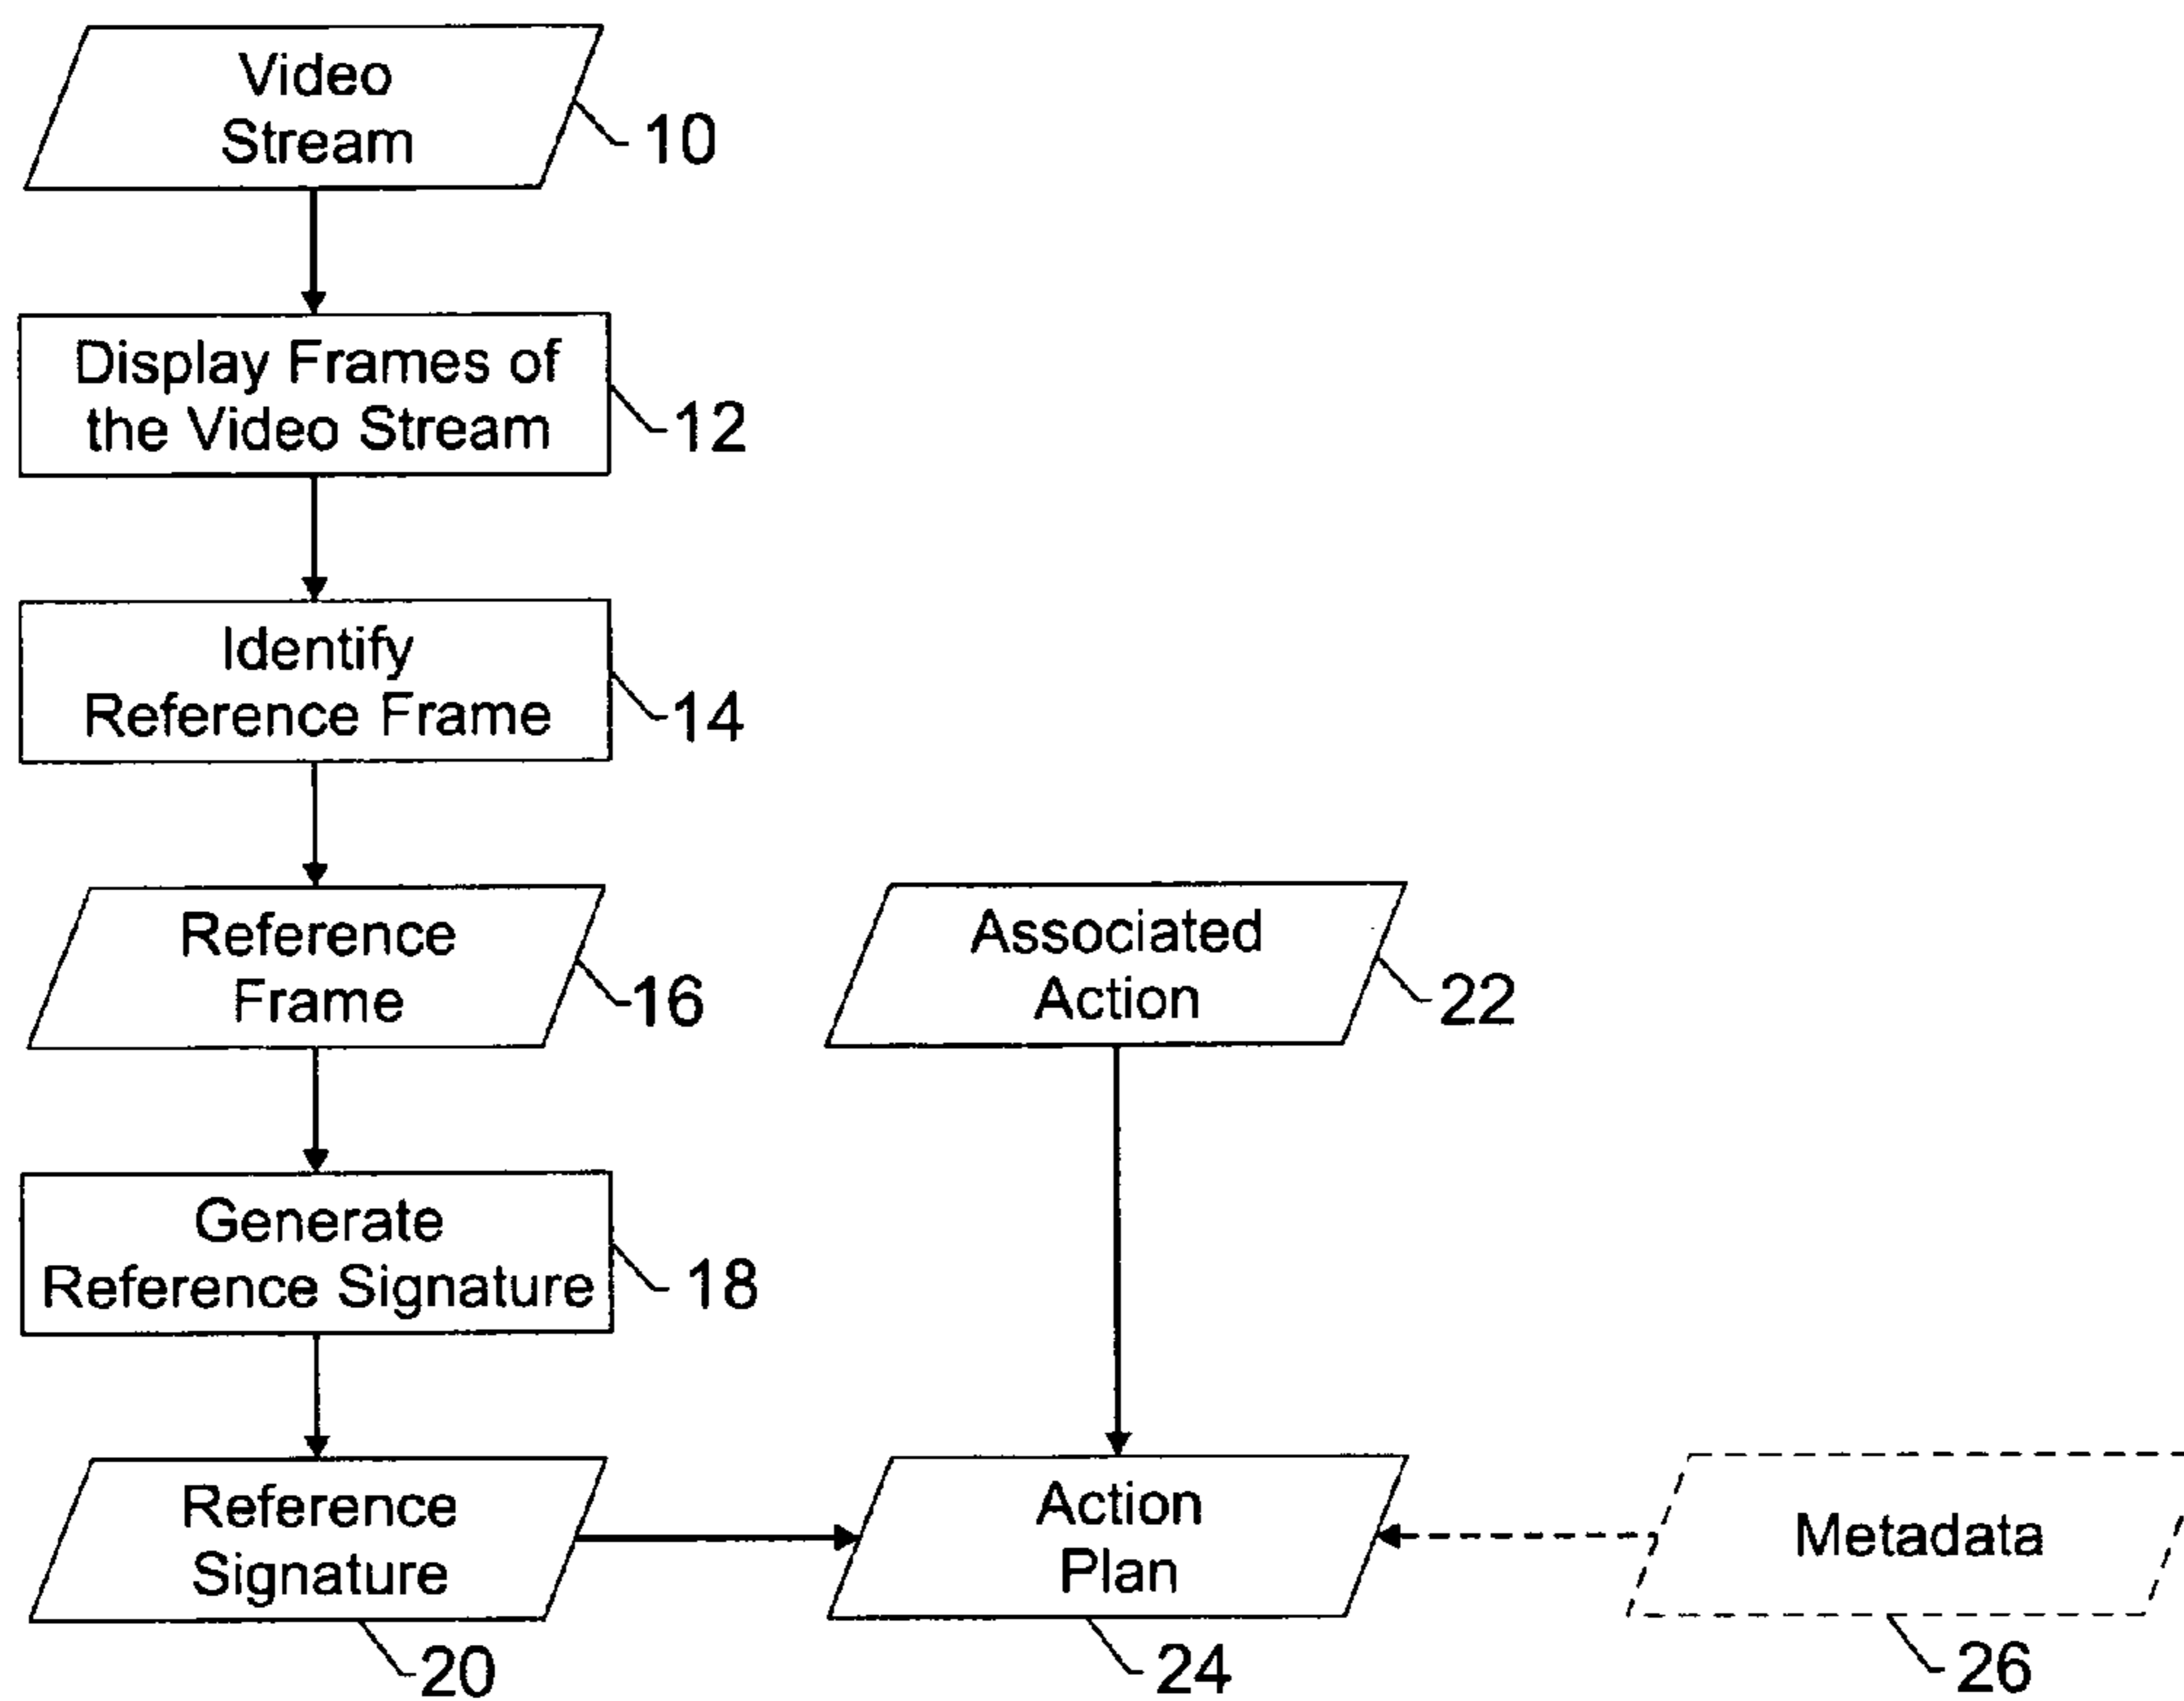 Video
Stream
10
Display Frames of
the Video Stream
12
Identify
Reference Frame
14
Reference
Frame
16
Associated
Action
22
Generate
Reference Signature
18
Reference
Signature
20
Action
Plan
24
Metadata
26